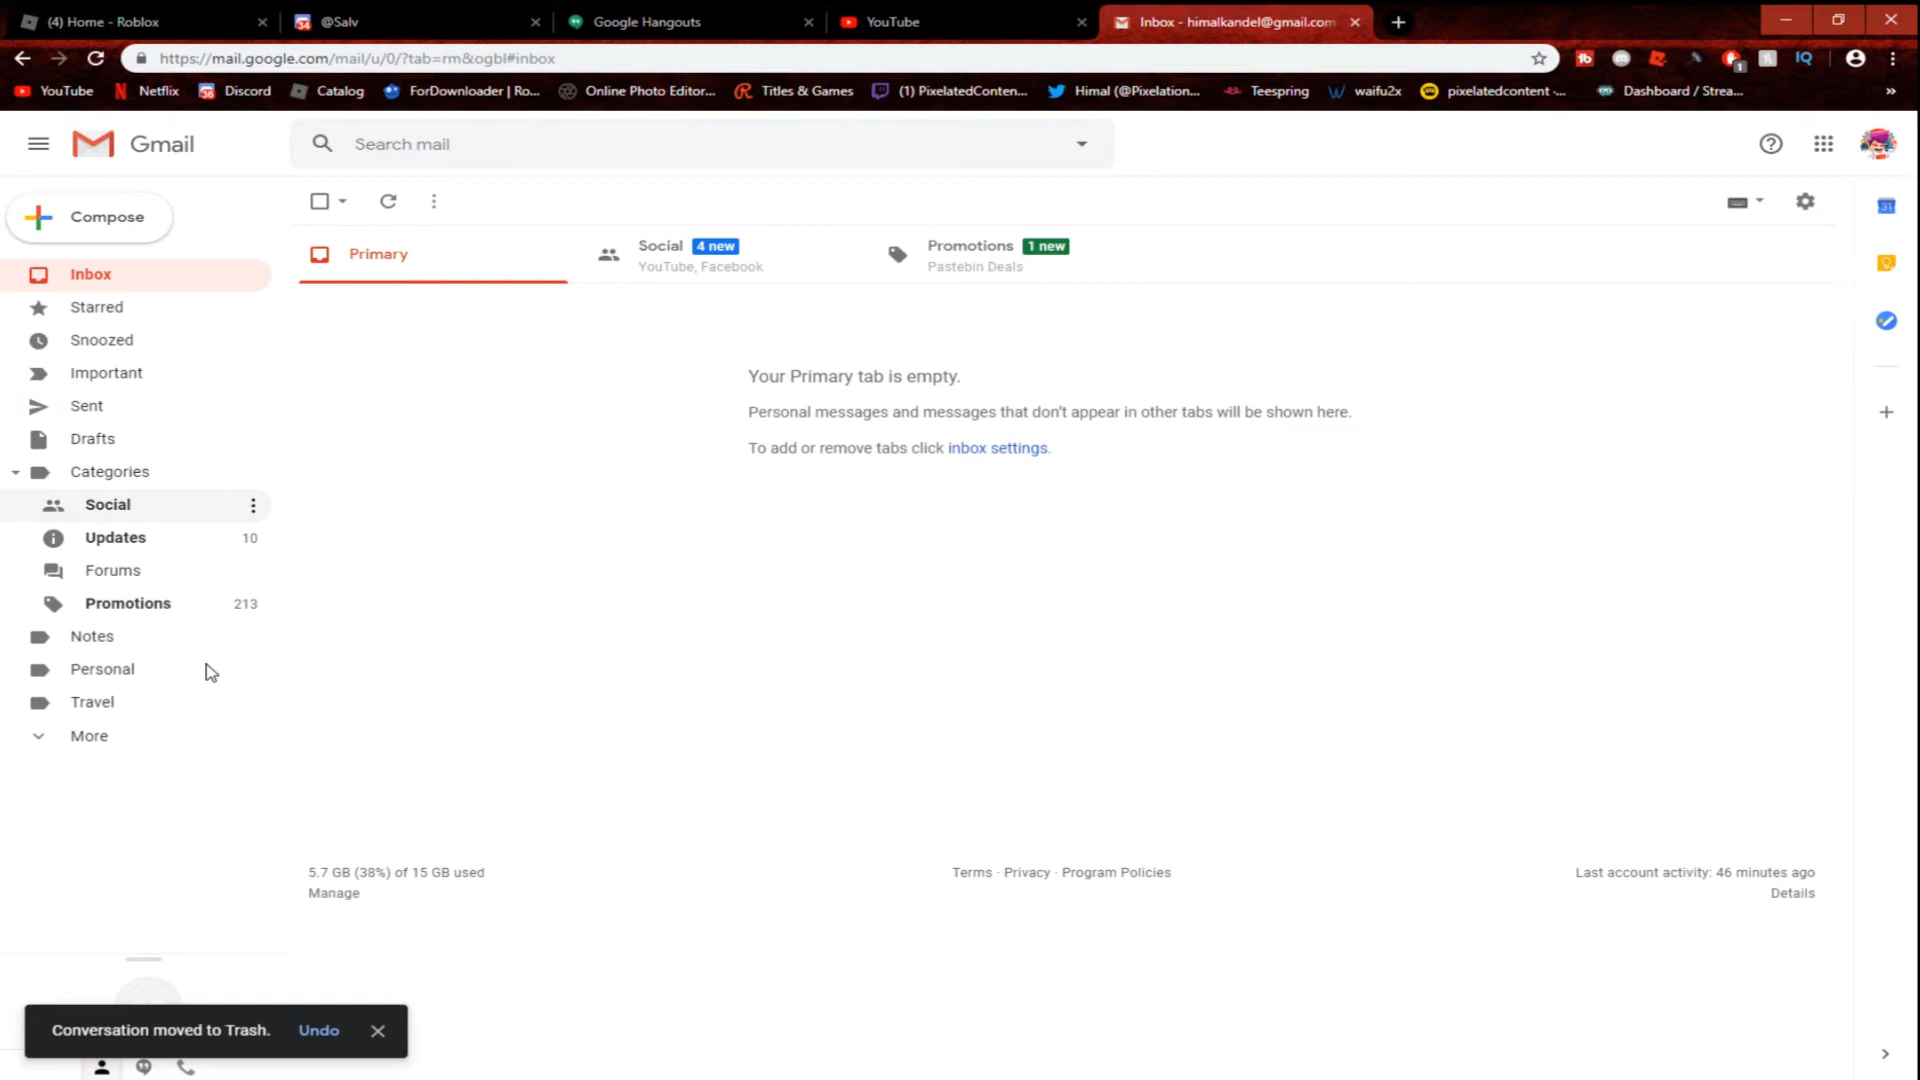 (4) Home - Roblox
@Salv
Google Hangouts
YouTube
Inbox - himalkandel@gmail.com
https://mail.google.com/mail/u/0/?tab=rm&ogbl#inbox
YouTube
Netflix
Discord
Catalog
ForDownloader | Ro...
Online Photo Editor...
Titles & Games
(1) PixelatedConten...
Himal (@Pixelation...
Teespring
waifu2x
pixelatedcontent -...
Dashboard / Strea...
»
Gmail
Search mail
Compose
Primary
Social 4 new
YouTube, Facebook
Promotions 1 new
Pastebin Deals
Inbox
Starred
Snoozed
Important
Sent
Drafts
Categories
Social
Updates 10
Forums
Promotions 213
Notes
Personal
Travel
More
Your Primary tab is empty.
Personal messages and messages that don't appear in other tabs will be shown here.
To add or remove tabs click inbox settings.
5.7 GB (38%) of 15 GB used
Manage
Terms · Privacy · Program Policies
Last account activity: 46 minutes ago
Details
Conversation moved to Trash. Undo